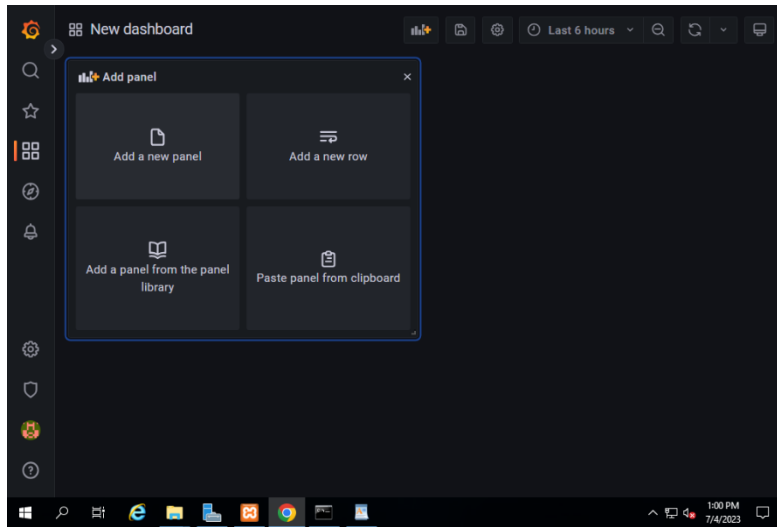 New dashboard
Last 6 hours
Add panel
Add a new panel
Add a new row
Add a panel from the panel
library
Paste panel from clipboard
1:00 PM
7/4/2023